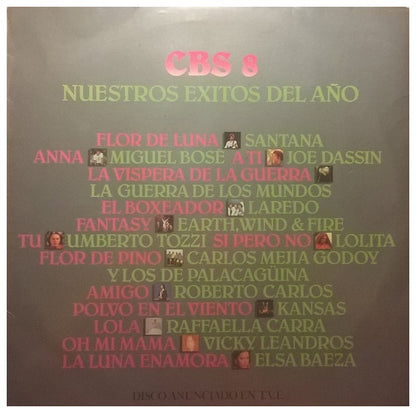 CBS 8
NUESTROS EXITOS DEL AÑO
FLOR DE LUNA SANTANA
ANNA MIGUEL BOSÉ A TI JOE DASSIN
LA VISPERA DE LA GUERRA
LA GUERRA DE LOS MUNDOS
EL BOXEADOR LAREDO
FANTASY EARTH, WIND & FIRE
TU UMBERTO TOZZI SI PERO NO LOLITA
FLOR DE PINO CARLOS MEJIA GODOY
Y LOS DE PALACAGÜINA
AMIGO ROBERTO CARLOS
POLVO EN EL VIENTO KANSAS
LOLA RAFFAELLA CARRA
OH MI MAMA VICKY LEANDROS
LA LUNA ENAMORA ELSA BAEZA
DISCO ANUNCIADO EN T.V.E.